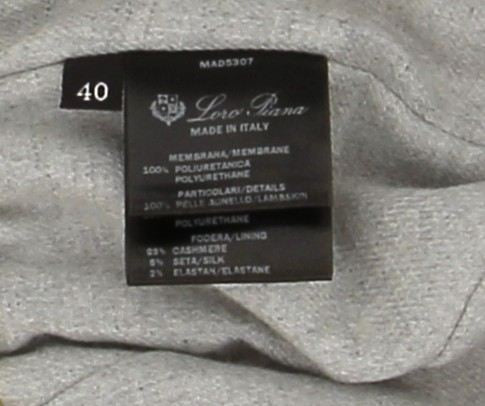 MAD5307
40
Loro Piana
MADE IN ITALY
MEMBRANA/MEMBRANE
100% POLIURETANICA
POLYURETHANE
PARTICOLARI/DETAILS
100% PELLE AGNELLO/LAMBSKIN
POLYURETHANE
FODERA/LINING
93% CASHMERE
5% SETA/SILK
2% ELASTAN/ELASTANE